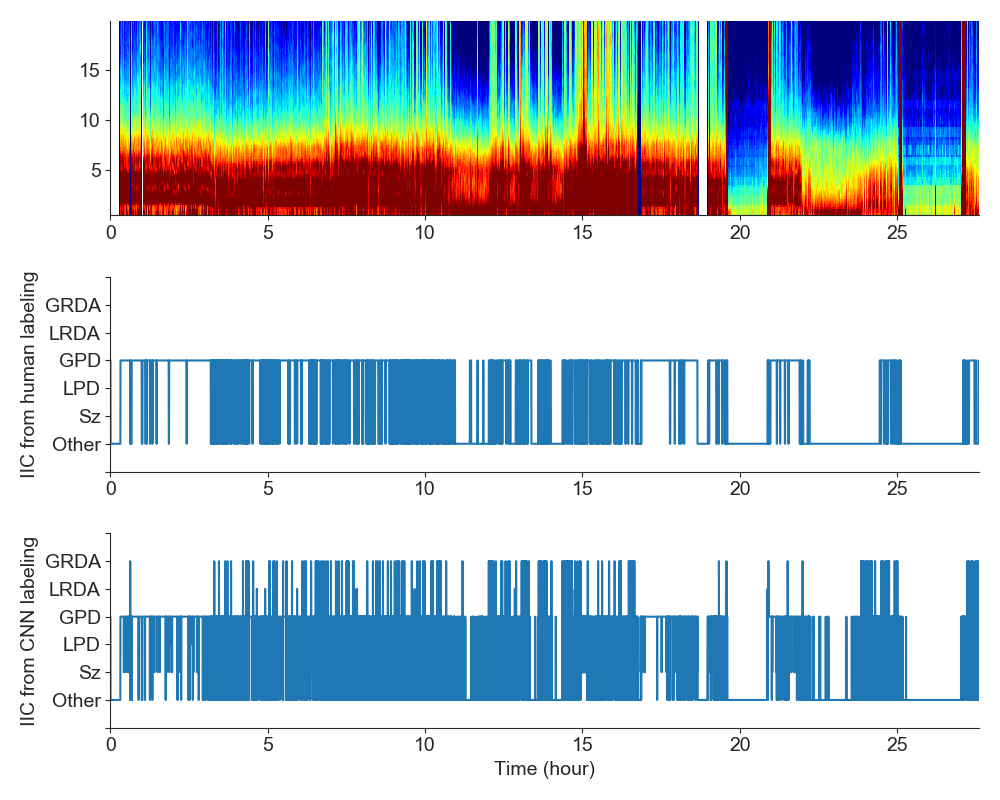 15
10
5
0 5 10 15 20 25
IIC from human labeling
GRDA
LRDA
GPD
LPD
Sz
Other
0 5 10 15 20 25
IIC from CNN labeling
GRDA
LRDA
GPD
LPD
Sz
Other
0 5 10 15 20 25
Time (hour)